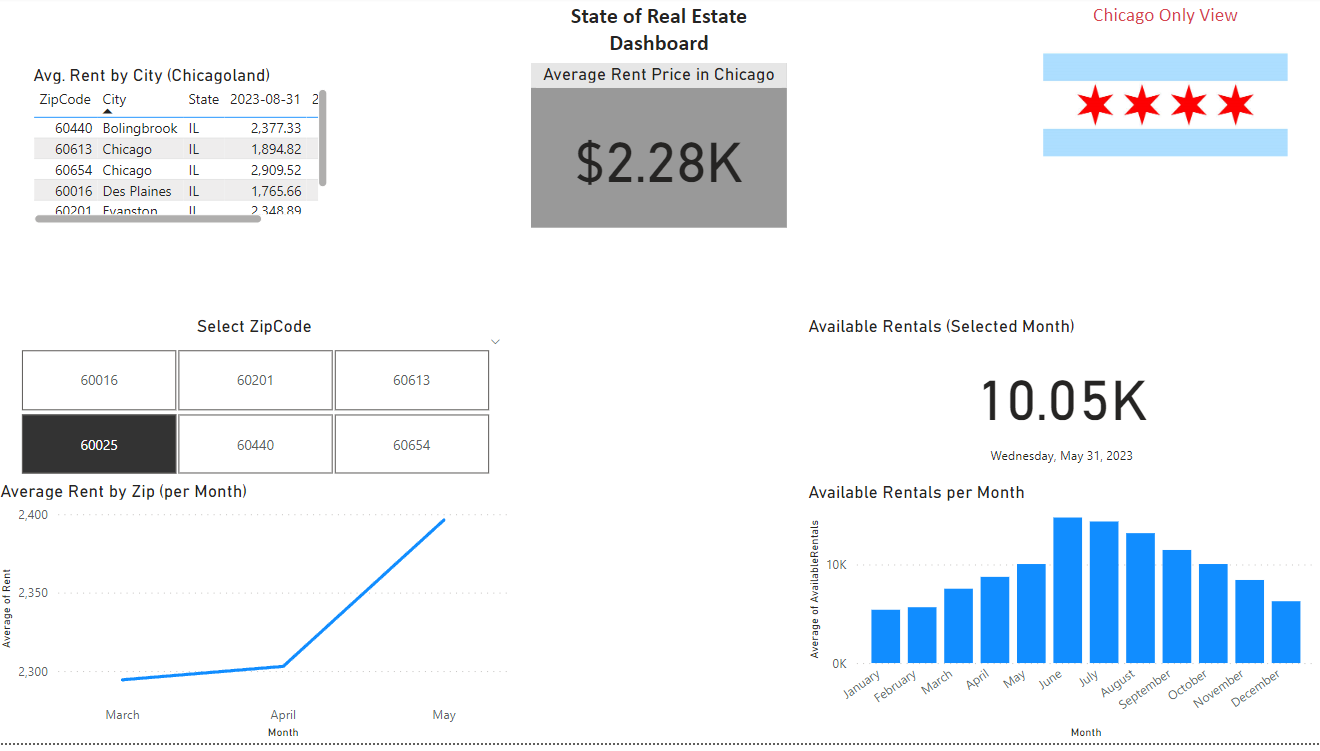 State of Real Estate
Dashboard
Chicago Only View
Avg. Rent by City (Chicagoland)
ZipCode City State 2023-08-31 2
60440 Bolingbrook IL 2,377.33
60613 Chicago IL 1,894.82
60654 Chicago IL 2,909.52
60016 Des Plaines IL 1,765.66
60201 Evanston IL 2,348.89
Average Rent Price in Chicago
$2.28K
Select ZipCode
60016 60201 60613
60025 60440 60654
Available Rentals (Selected Month)
10.05K
Wednesday, May 31, 2023
Average Rent by Zip (per Month)
Average of Rent
2,400
2,350
2,300
March April May
Month
Available Rentals per Month
Average of AvailableRentals
10K
0K
January February March April May June July August September October November December
Month